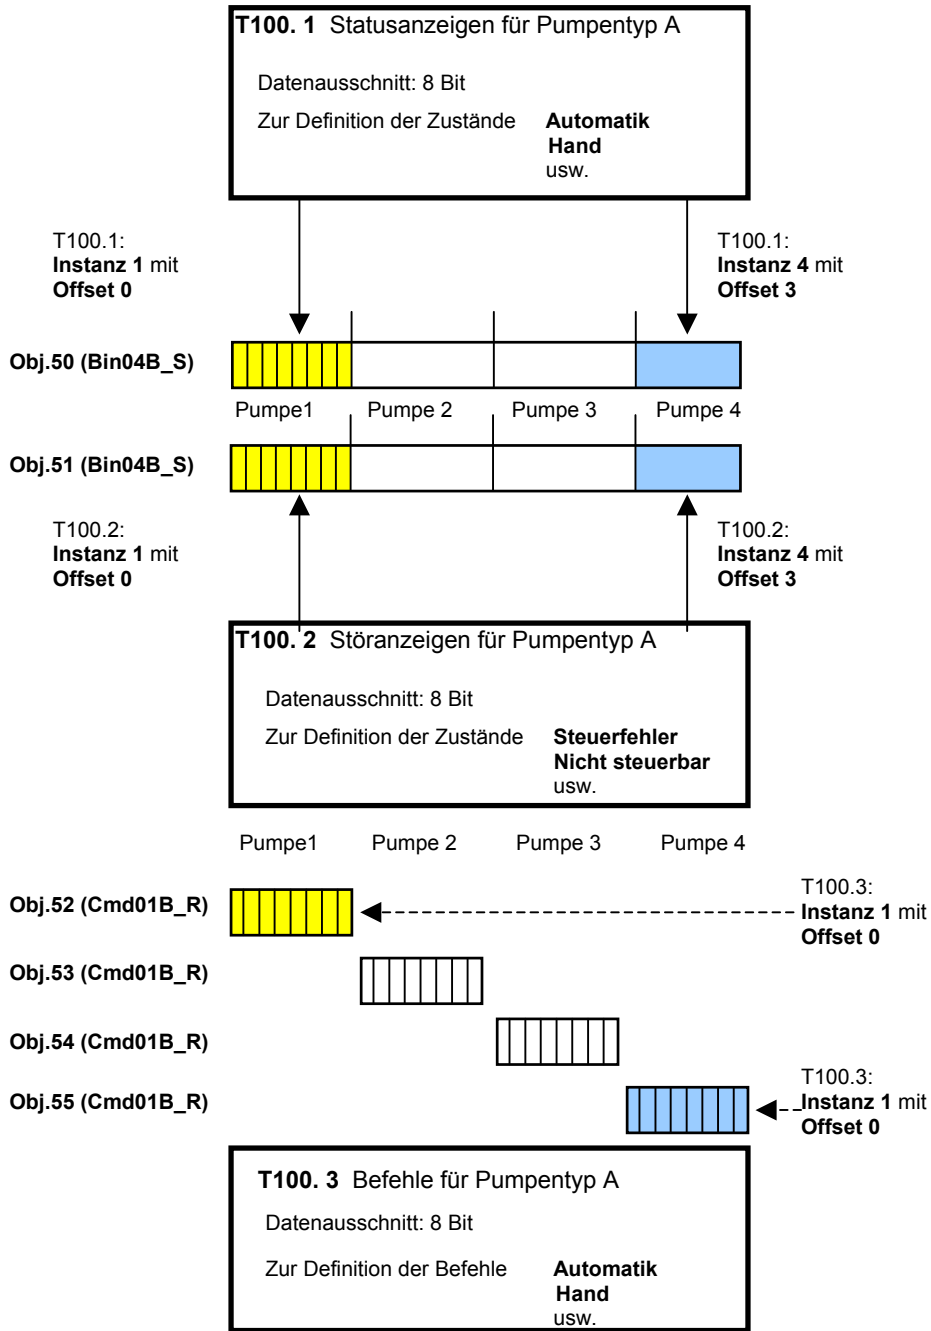 T100. 1 Statusanzeigen für Pumpentyp A
Datenausschnitt: 8 Bit
Zur Definition der Zustände Automatik
Hand
usw.
T100.1:
Instanz 1 mit
Offset 0
T100.1:
Instanz 4 mit
Offset 3
Obj.50 (Bin04B_S)
Pumpe1 Pumpe 2 Pumpe 3 Pumpe 4
Obj.51 (Bin04B_S)
T100.2:
Instanz 1 mit
Offset 0
T100.2:
Instanz 4 mit
Offset 3
T100. 2 Störanzeigen für Pumpentyp A
Datenausschnitt: 8 Bit
Zur Definition der Zustände Steuerfehler
Nicht steuerbar
usw.
Pumpe1 Pumpe 2 Pumpe 3 Pumpe 4
Obj.52 (Cmd01B_R)
T100.3:
Instanz 1 mit
Offset 0
Obj.53 (Cmd01B_R)
Obj.54 (Cmd01B_R)
Obj.55 (Cmd01B_R)
T100.3:
Instanz 1 mit
Offset 0
T100. 3 Befehle für Pumpentyp A
Datenausschnitt: 8 Bit
Zur Definition der Befehle Automatik
Hand
usw.